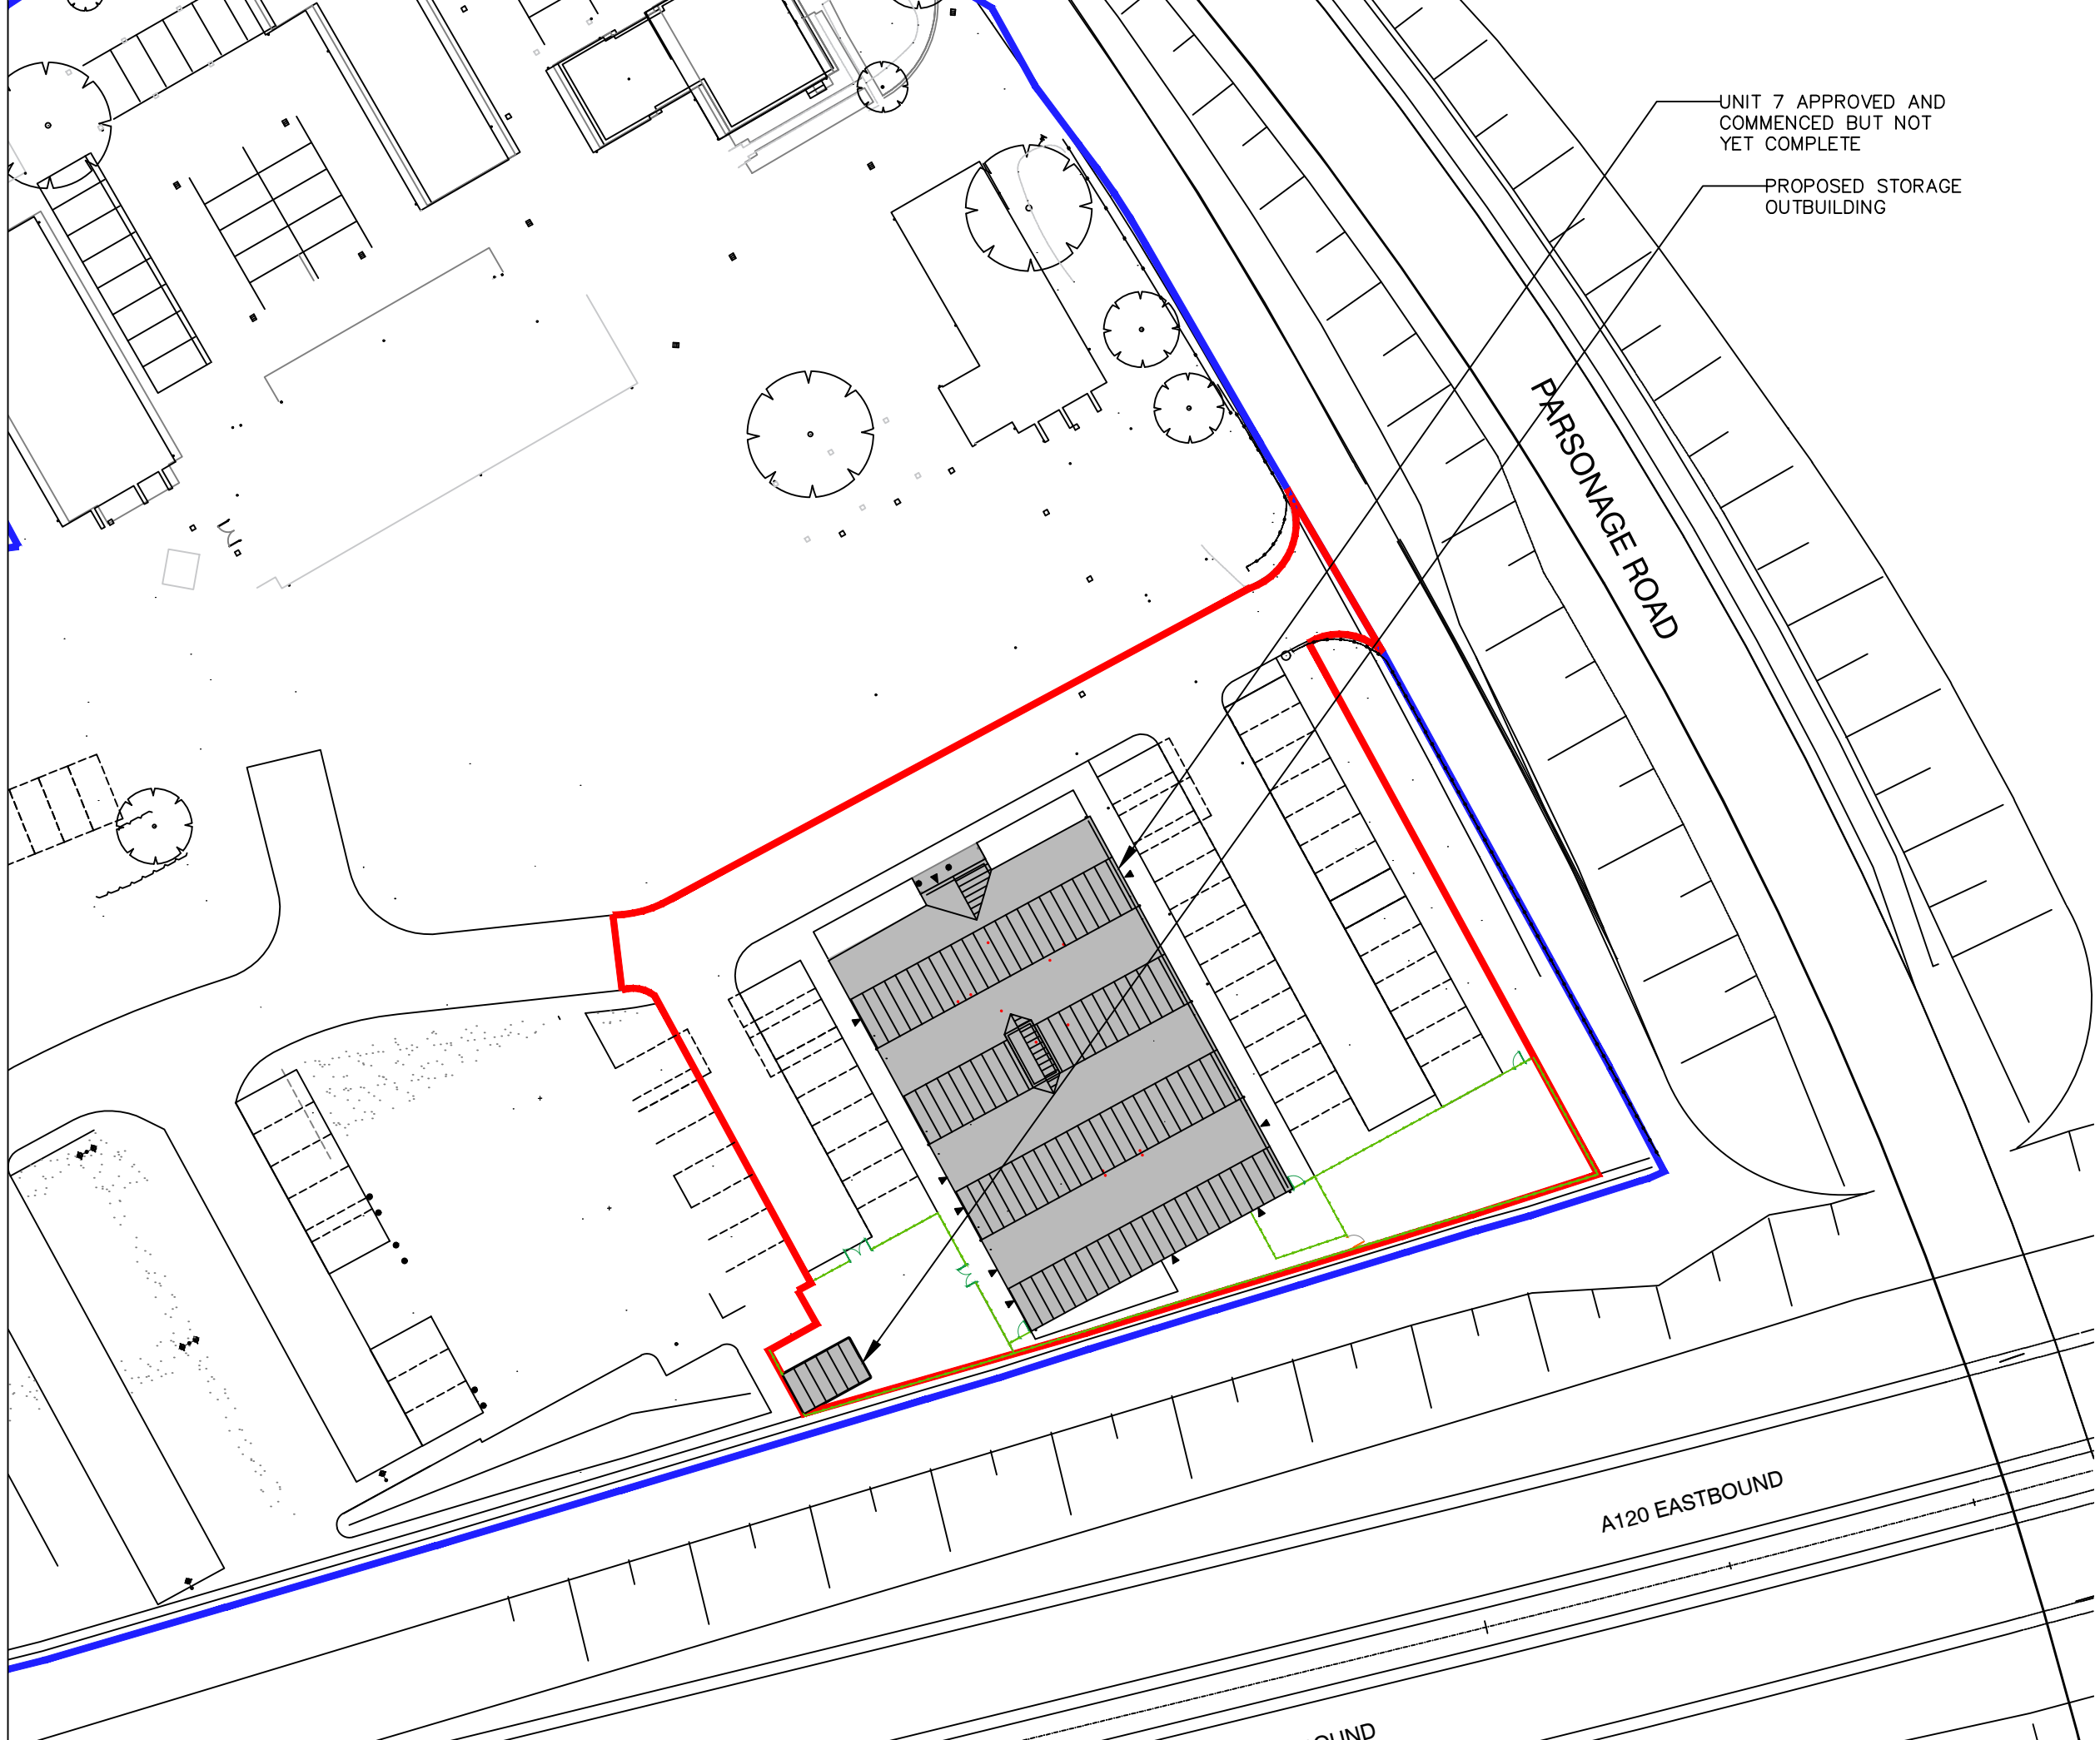 UNIT 7 APPROVED AND
COMMENCED BUT NOT
YET COMPLETE
PROPOSED STORAGE
OUTBUILDING
PARSONAGE ROAD
A120 EASTBOUND